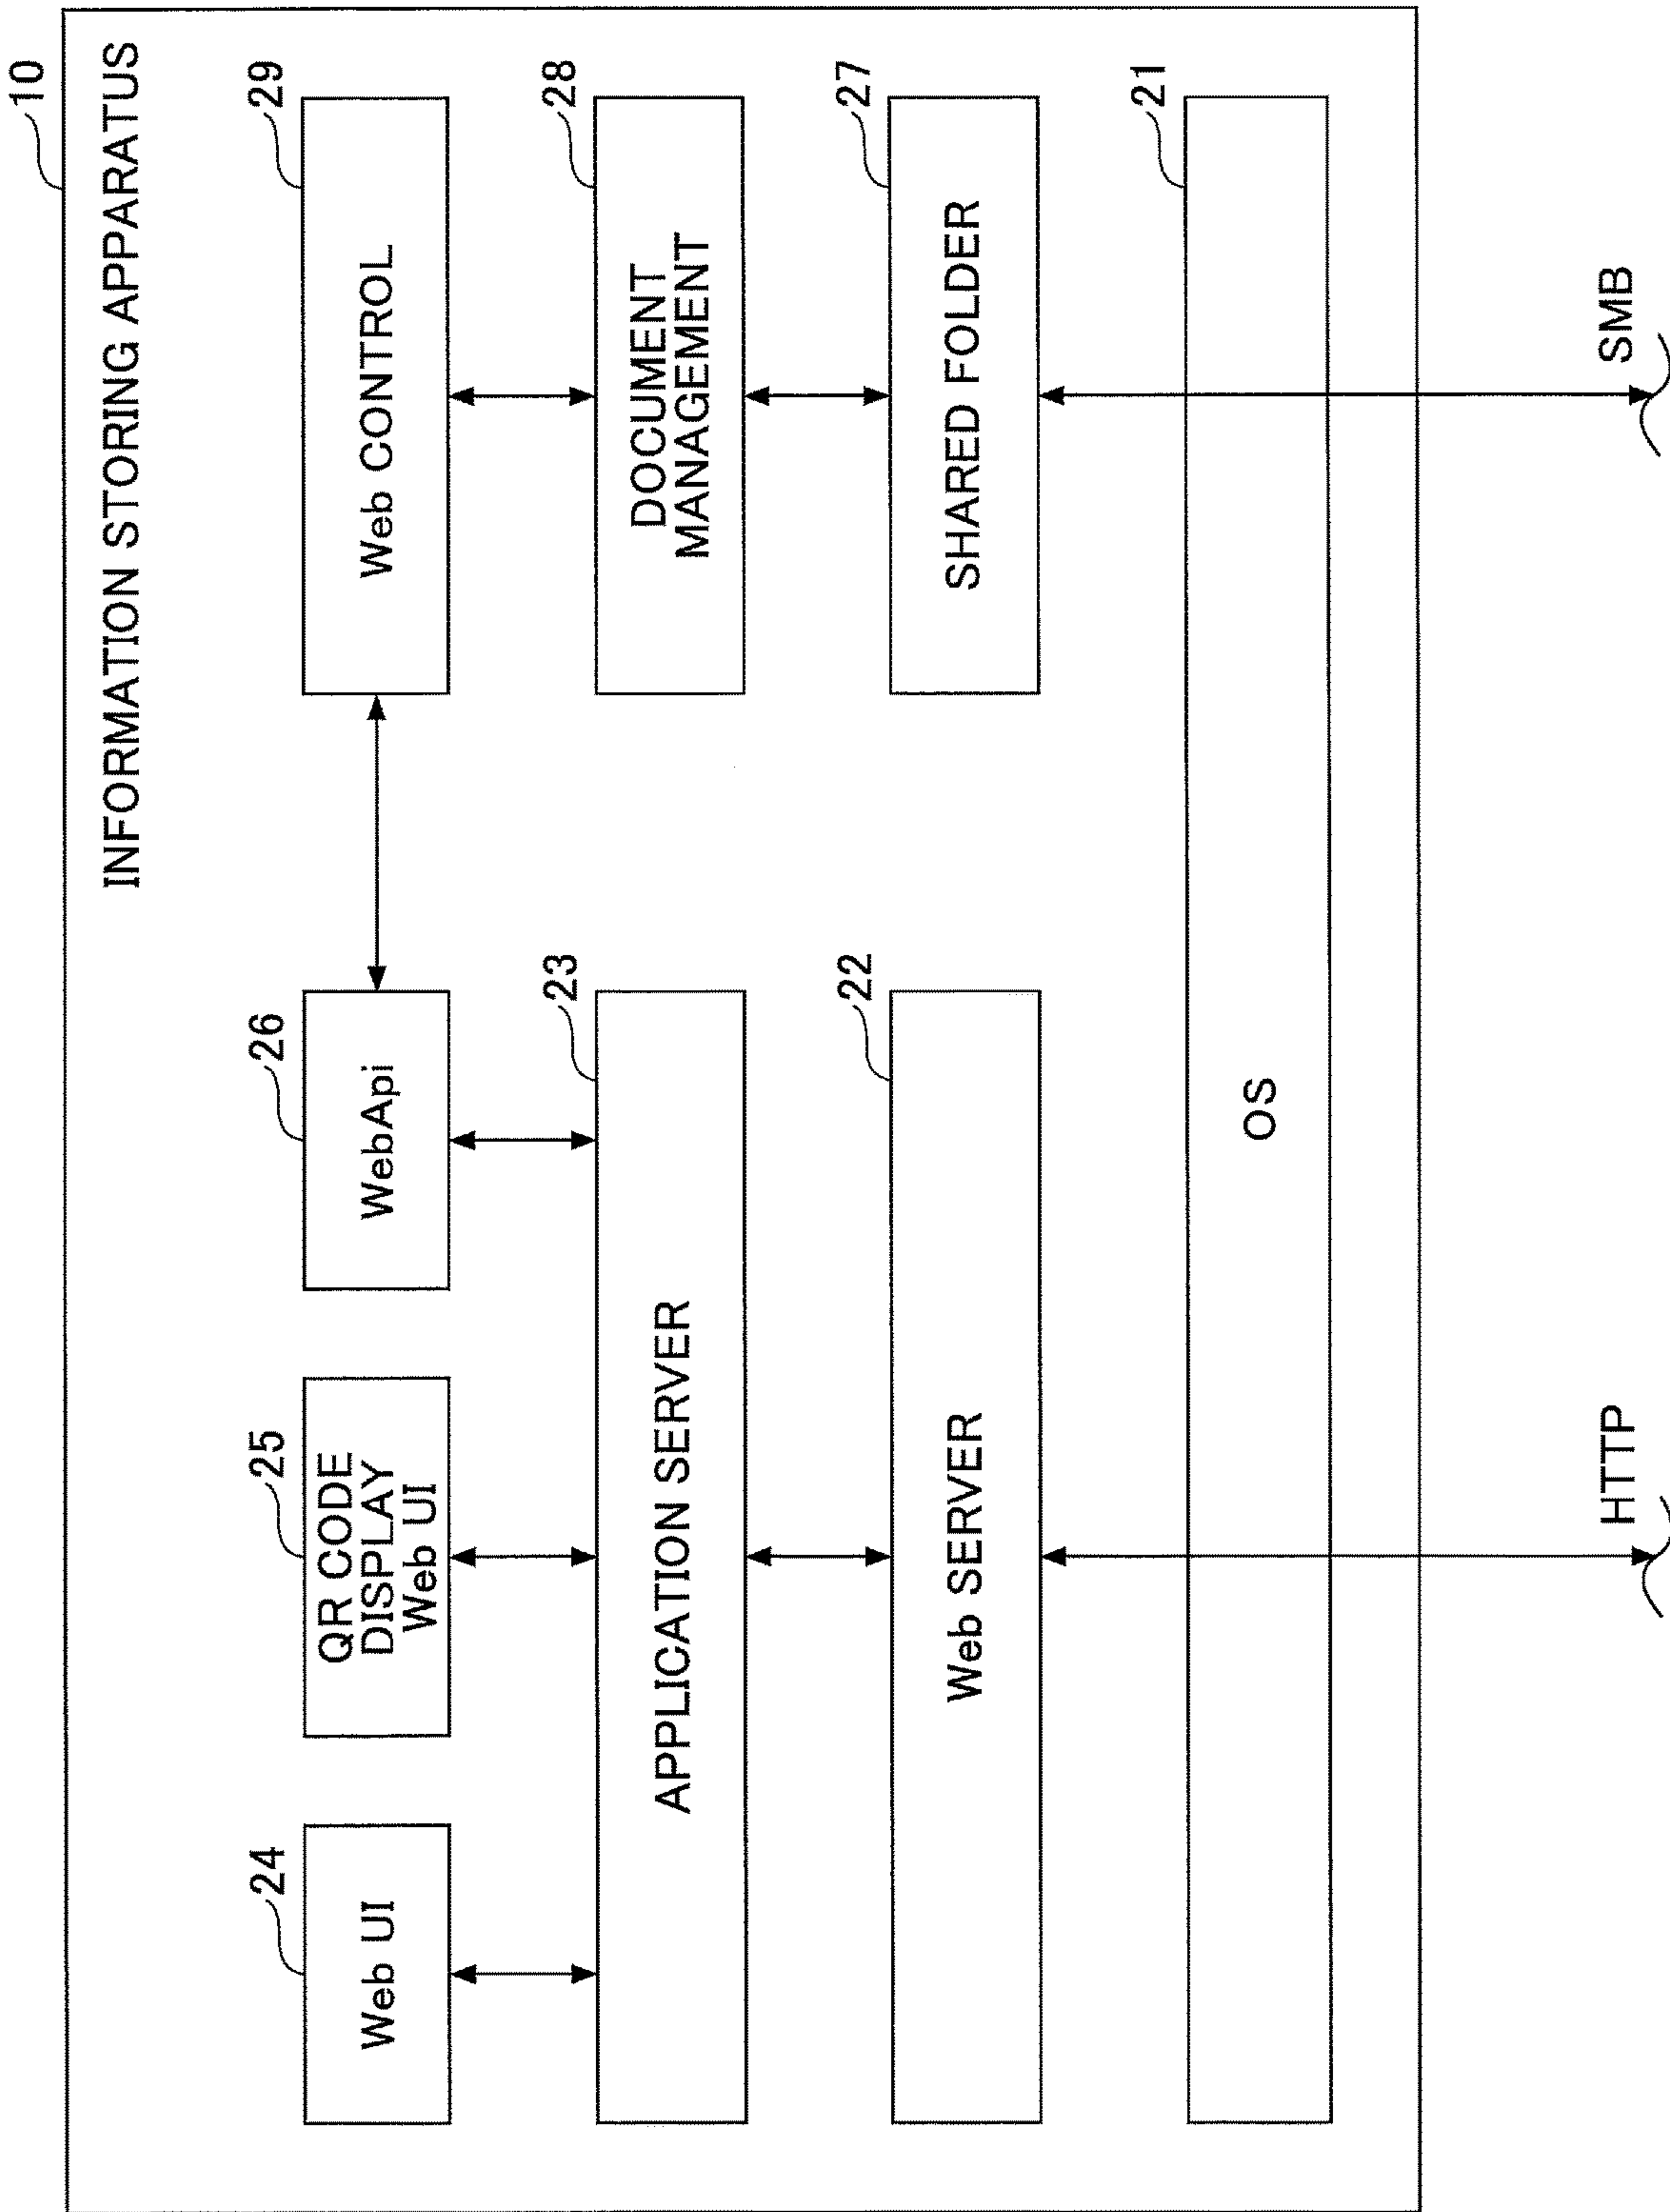 10
INFORMATION STORING APPARATUS
24
Web UI
25
QR CODE
DISPLAY
Web UI
26
WebApi
29
Web CONTROL
23
APPLICATION SERVER
28
DOCUMENT
MANAGEMENT
22
Web SERVER
27
SHARED FOLDER
21
OS
HTTP
SMB